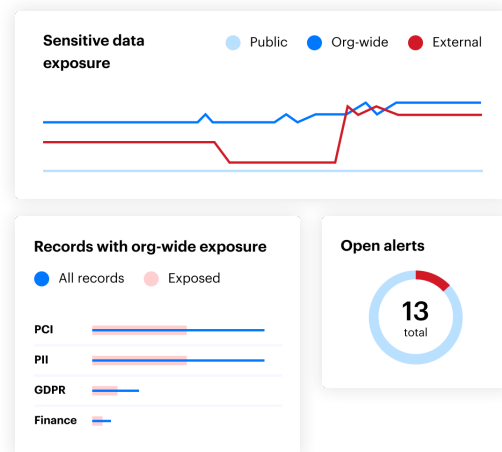 Sensitive data
exposure
Public
Org-wide
External
Records with org-wide exposure
All records
Exposed
PCI
PII
GDPR
Finance
Open alerts
13
total